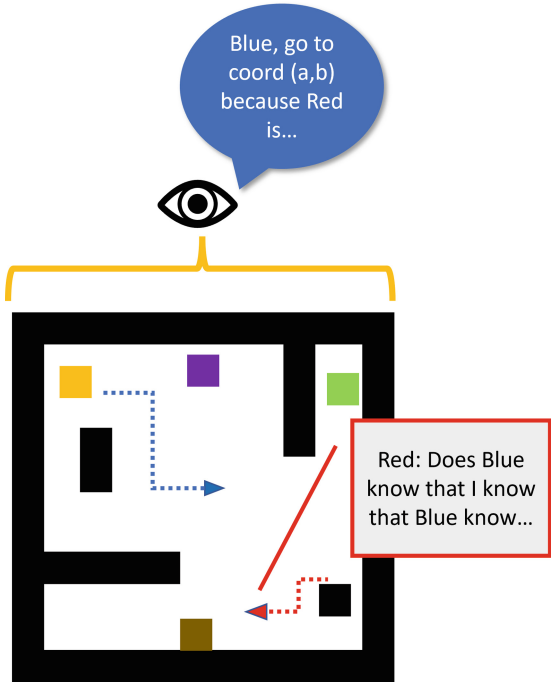 Blue, go to
coord (a,b)
because Red
is…
Red: Does Blue
know that I know
that Blue know…